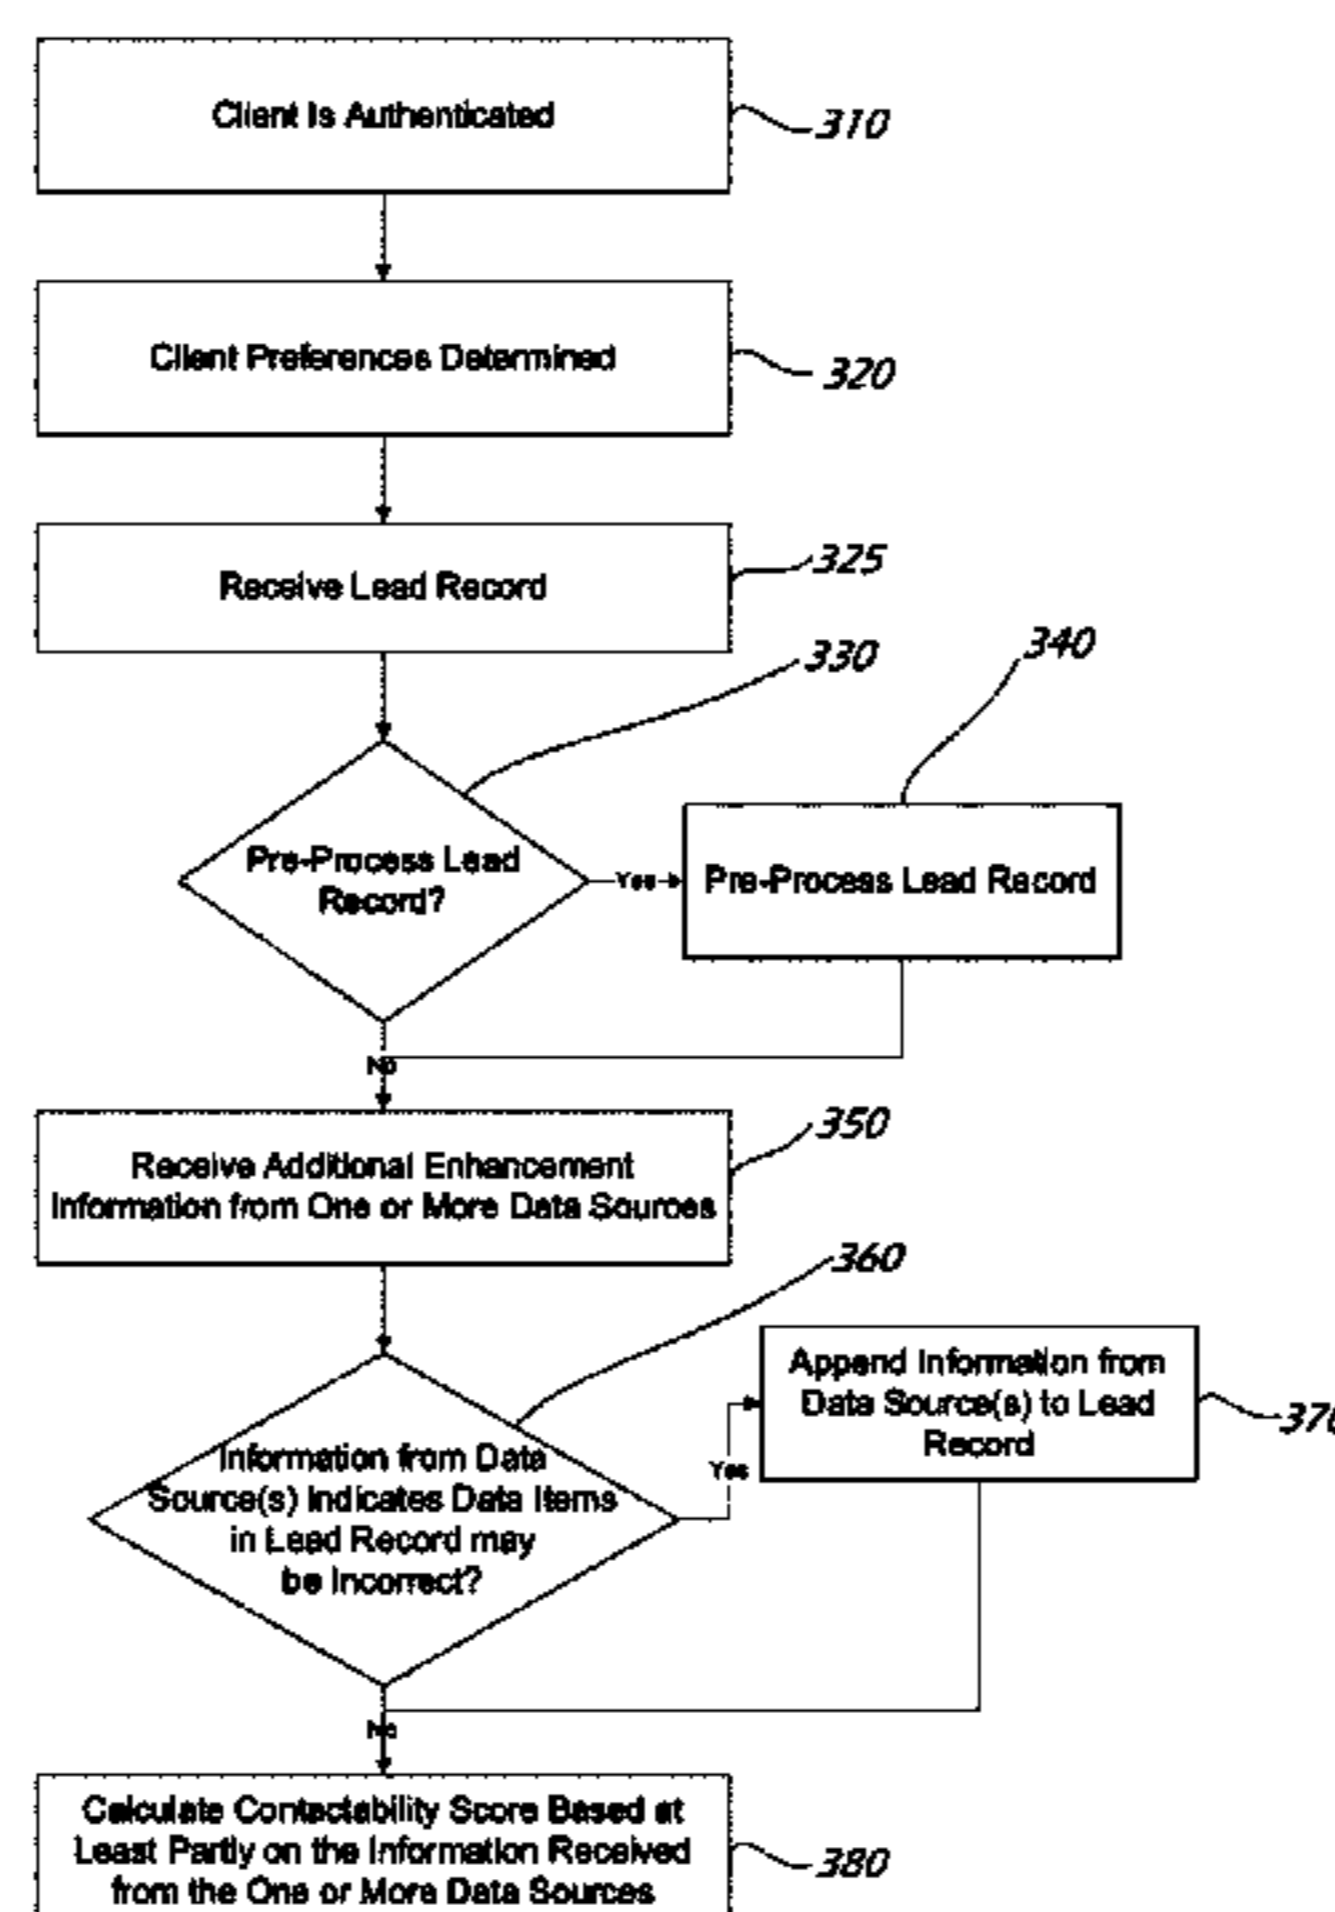 Client Is Authenticated
310
Client Preferences Determined
320
Receive Lead Record
325
330
340
Pre-Process Lead
Record?
Yes
Pre-Process Lead Record
No
350
Receive Additional Enhancement
Information from One or More Data Sources
360
Append Information from
Data Source(s) to Lead
Record
370
Information from Data
Source(s) Indicates Data Items
in Lead Record may
be Incorrect?
Yes
No
Calculate Contactability Score Based at
Least Partly on the Information Received
from the One or More Data Sources
380